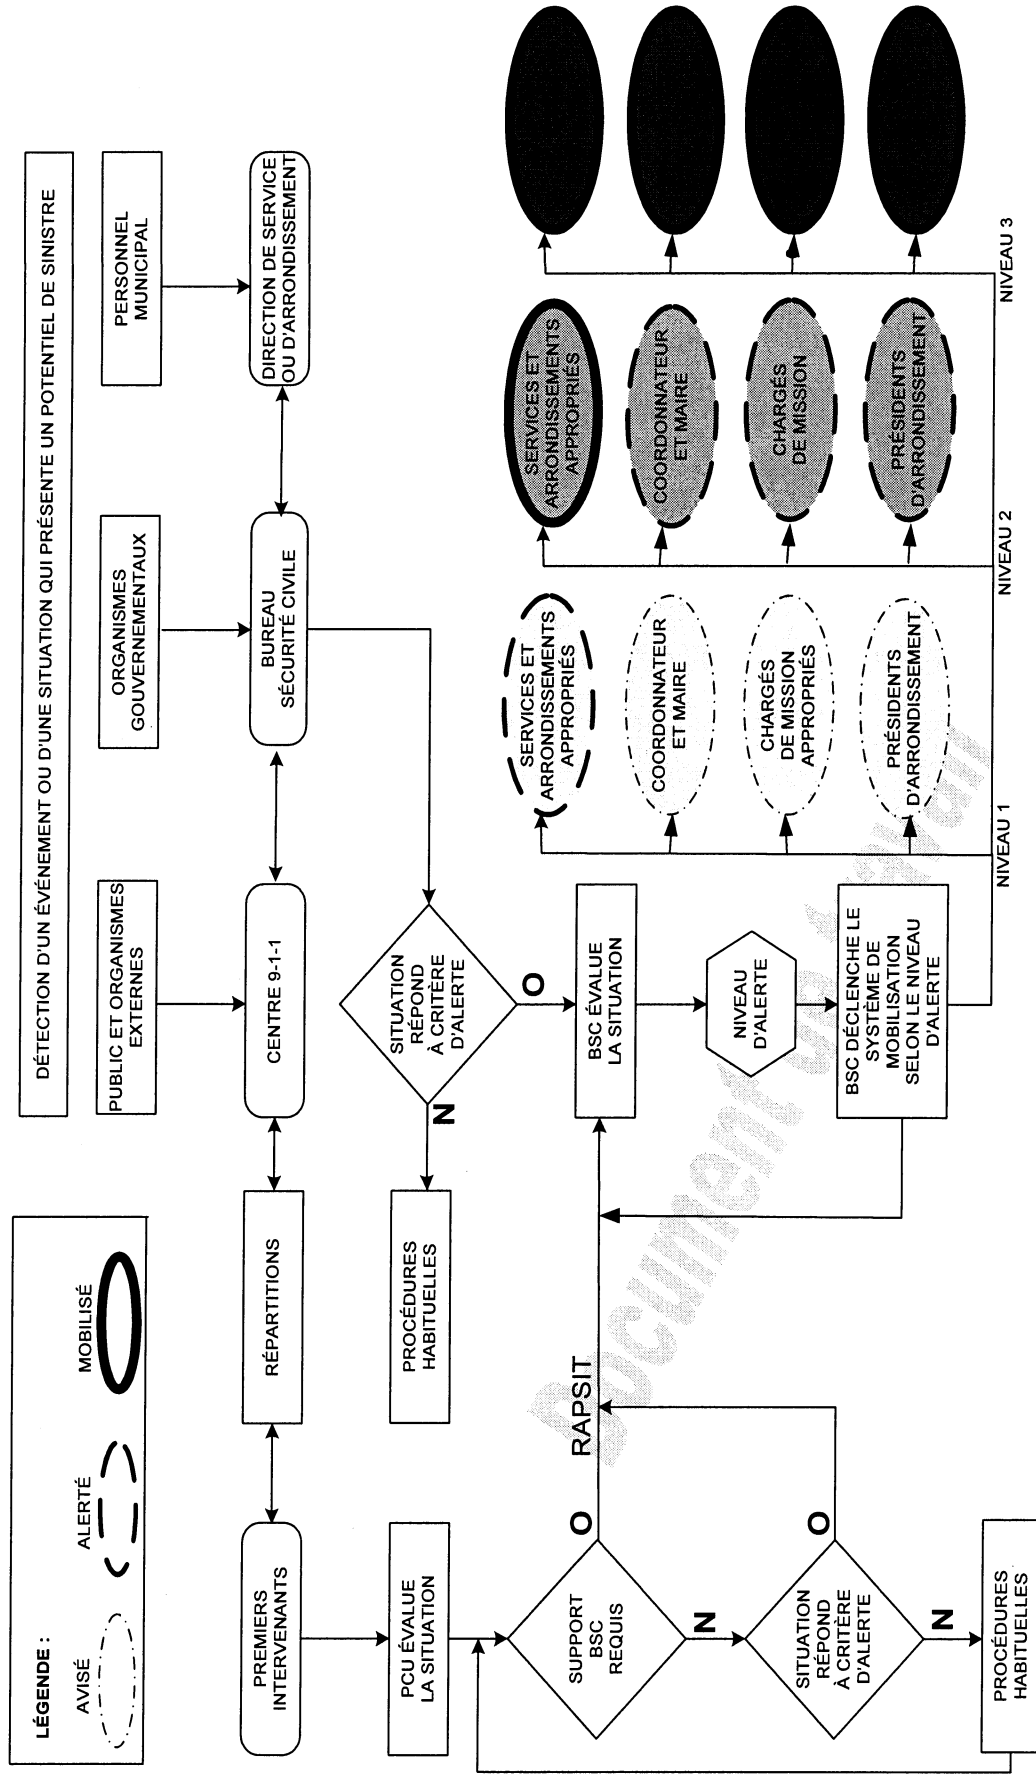 DÉTECTION D'UN ÉVÉNEMENT OU D'UNE SITUATION QUI PRÉSENTE UN POTENTIEL DE SINISTRE
LÉGENDE :
AVISÉ
ALERTÉ
MOBILISÉ
PUBLIC ET ORGANISMES
EXTERNES
ORGANISMES
GOUVERNEMENTAUX
PERSONNEL
MUNICIPAL
PREMIERS
INTERVENANTS
RÉPARTITIONS
CENTRE 9-1-1
BUREAU
SÉCURITÉ CIVILE
DIRECTION DE SERVICE
OU D'ARRONDISSEMENT
PCU ÉVALUE
LA SITUATION
PROCÉDURES
HABITUELLES
N
SITUATION
RÉPOND
À CRITÈRE
D'ALERTE
O
SUPPORT
BSC
REQUIS
O
RAPSIT
N
BSC ÉVALUE
LA SITUATION
NIVEAU
D'ALERTE
SITUATION
RÉPOND
À CRITÈRE
D'ALERTE
O
N
BSC DÉCLENCHE LE
SYSTÈME DE
MOBILISATION
SELON LE NIVEAU
D'ALERTE
PROCÉDURES
HABITUELLES
SERVICES ET
ARRONDISSEMENTS
APPROPRIÉS
COORDONNATEUR
ET MAIRE
CHARGÉS
DE MISSION
APPROPRIÉS
PRÉSIDENTS
D'ARRONDISSEMENT
NIVEAU 1
SERVICES ET
ARRONDISSEMENTS
APPROPRIÉS
COORDONNATEUR
ET MAIRE
CHARGÉS
DE MISSION
PRÉSIDENTS
D'ARRONDISSEMENT
NIVEAU 2
NIVEAU 3
Document de travail